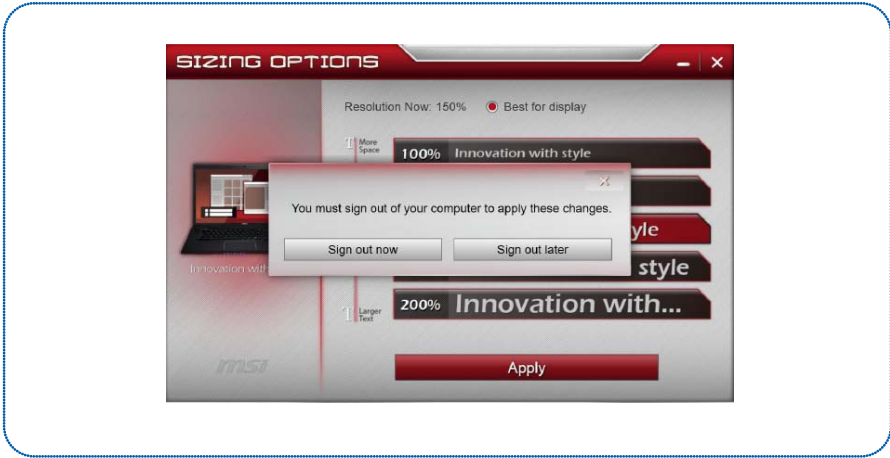 SIZING OPTIONS
Resolution Now: 150% Best for display
More
Space
100% Innovation with style
You must sign out of your computer to apply these changes.
yle
Sign out now Sign out later
Innovation with
style
Larger
Text
200% Innovation with...
msi
Apply